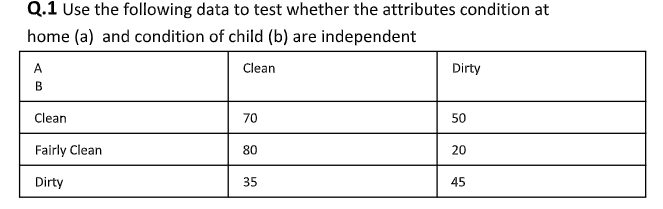 Q.1 Use the following data to test whether the attributes condition at
home (a) and condition of child (b) are independent
A Clean Dirty
B
Clean 70 50
Fairly Clean 80 20
Dirty 35 45